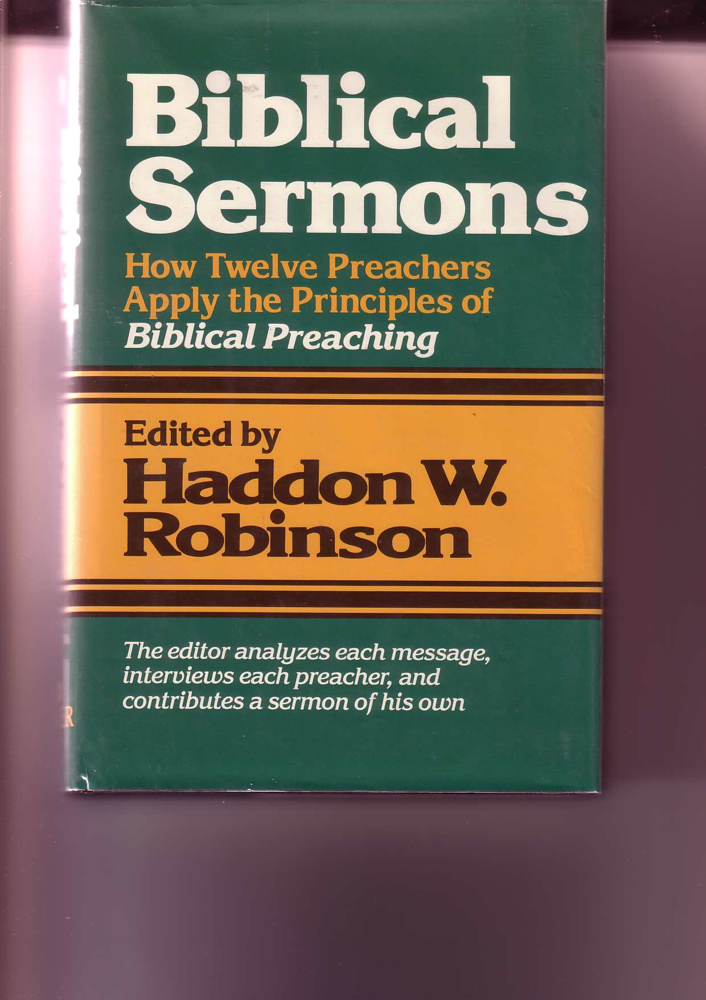 Biblical
Sermons
How Twelve Preachers
Apply the Principles of
Biblical Preaching
Edited by
Haddon W.
Robinson
The editor analyzes each message,
interviews each preacher, and
contributes a sermon of his own
R